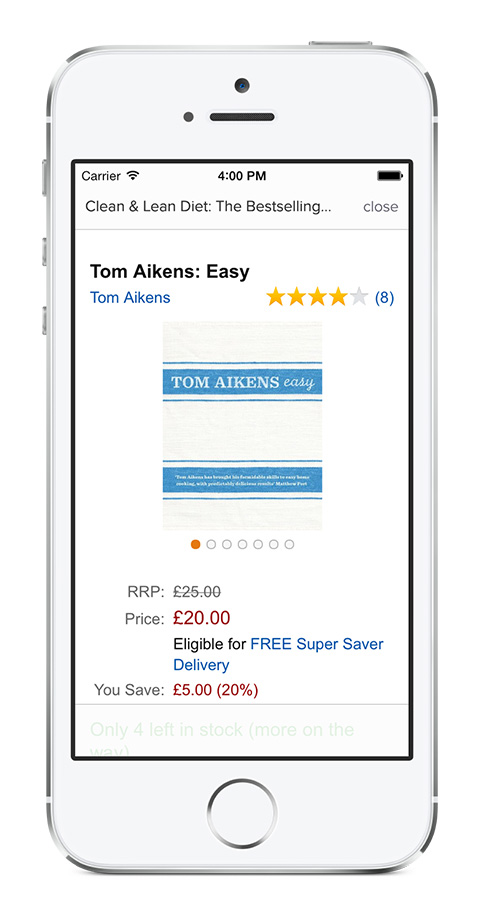 Carrier 4:00 PM
Clean & Lean Diet: The Bestselling... close
Tom Aikens: Easy
Tom Aikens (8)
TOM AIKENS easy
'Tom Aikens has brought his formidable skills to easy home
cooking, with predictably delicious results' Matthew Fort
RRP: £25.00
Price: £20.00
Eligible for FREE Super Saver
Delivery
You Save: £5.00 (20%)
Only 4 left in stock (more on the
way)